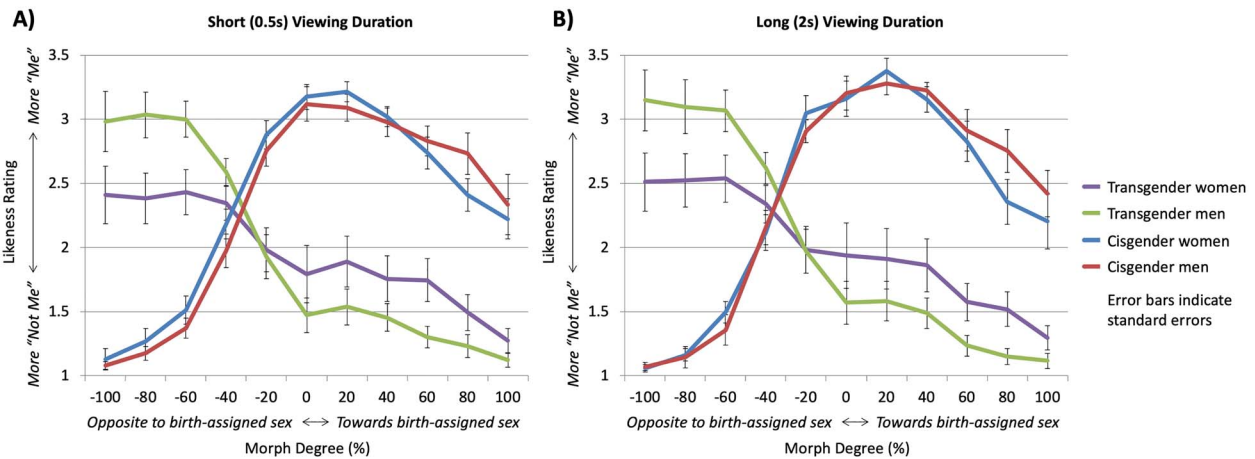 A)
Short (0.5s) Viewing Duration
More “Me”
Likeness Rating
More “Not Me”
3.5
3
2.5
2
1.5
1
-100 -80 -60 -40 -20 0 20 40 60 80 100
Opposite to birth-assigned sex ↔ Towards birth-assigned sex
Morph Degree (%)
B)
Long (2s) Viewing Duration
More “Me”
Likeness Rating
More “Not Me”
3.5
3
2.5
2
1.5
1
-100 -80 -60 -40 -20 0 20 40 60 80 100
Opposite to birth-assigned sex ↔ Towards birth-assigned sex
Morph Degree (%)
Transgender women
Transgender men
Cisgender women
Cisgender men
Error bars indicate
standard errors